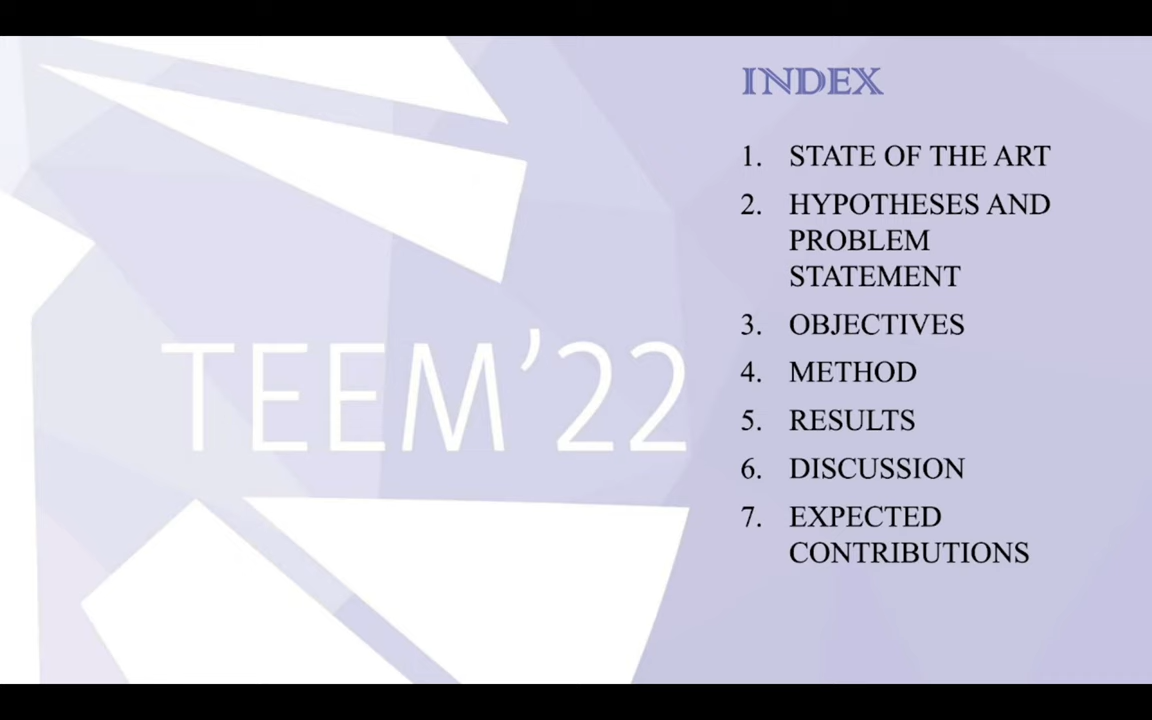 INDEX
1. STATE OF THE ART
2. HYPOTHESES AND
PROBLEM
STATEMENT
3. OBJECTIVES
4. METHOD
5. RESULTS
6. DISCUSSION
7. EXPECTED
CONTRIBUTIONS
TEEM’22